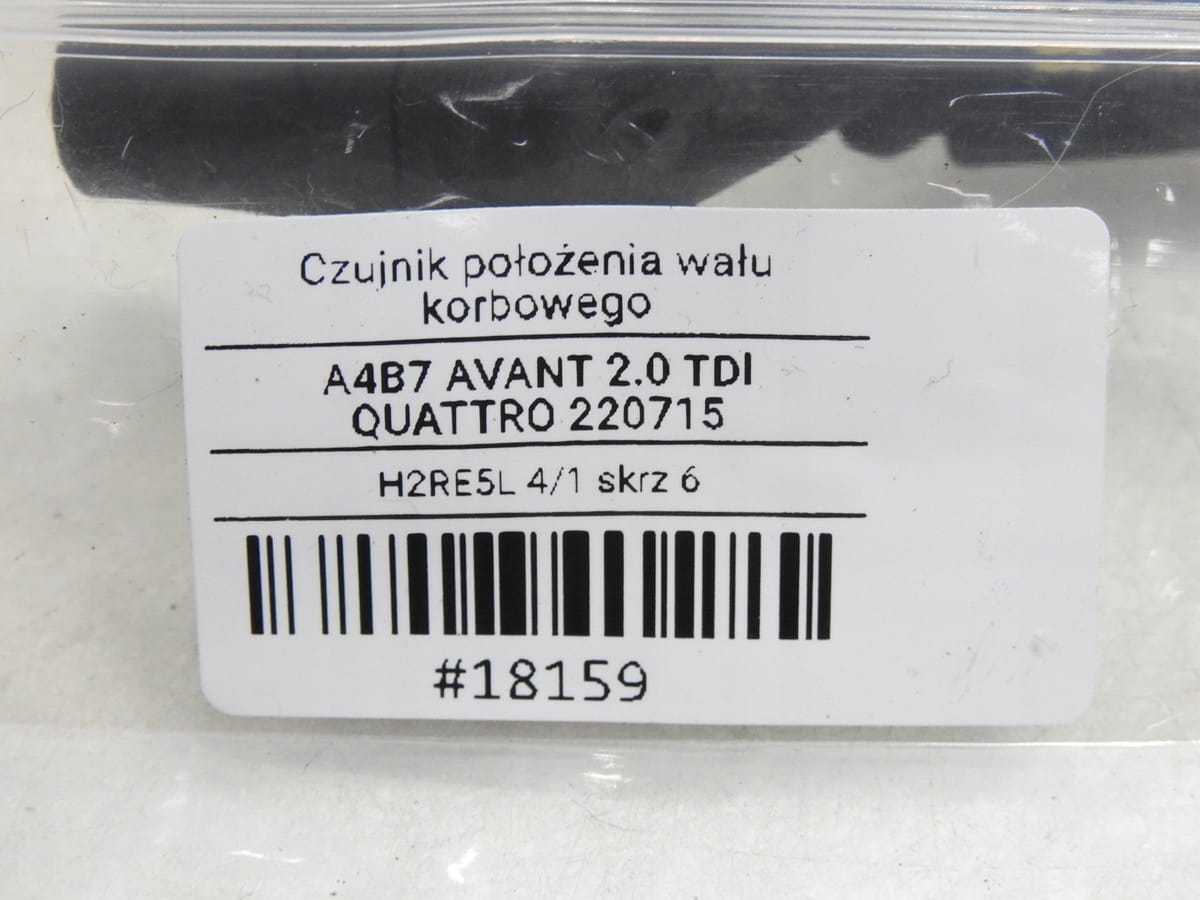 Czujnik położenia wału
korbowego
A4B7 AVANT 2.0 TDI
QUATTRO 220715
H2RE5L 4/1 skrz 6
#18159